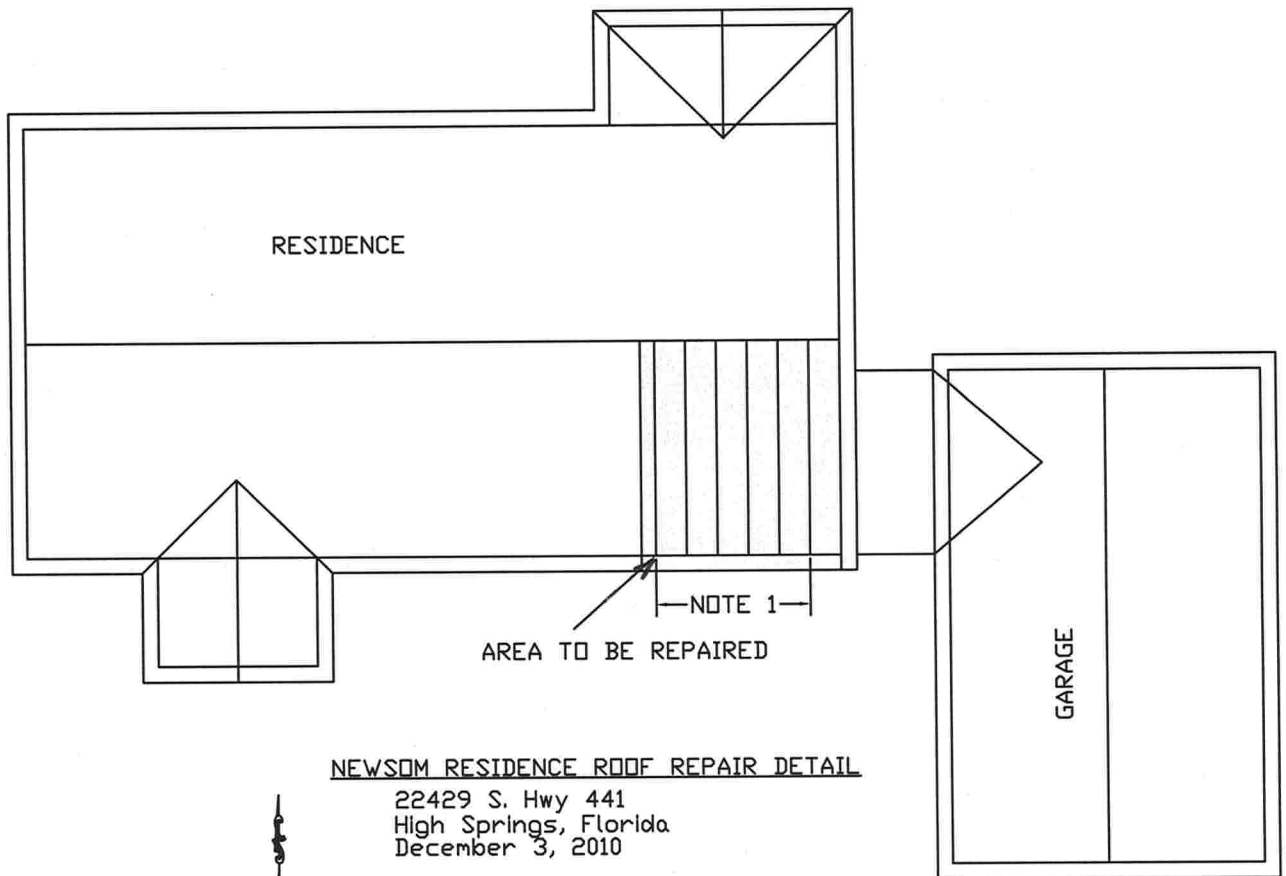 RESIDENCE
NOTE 1
AREA TO BE REPAIRED
GARAGE
NEWSOM RESIDENCE ROOF REPAIR DETAIL
22429 S. Hwy 441
High Springs, Florida
December 3, 2010